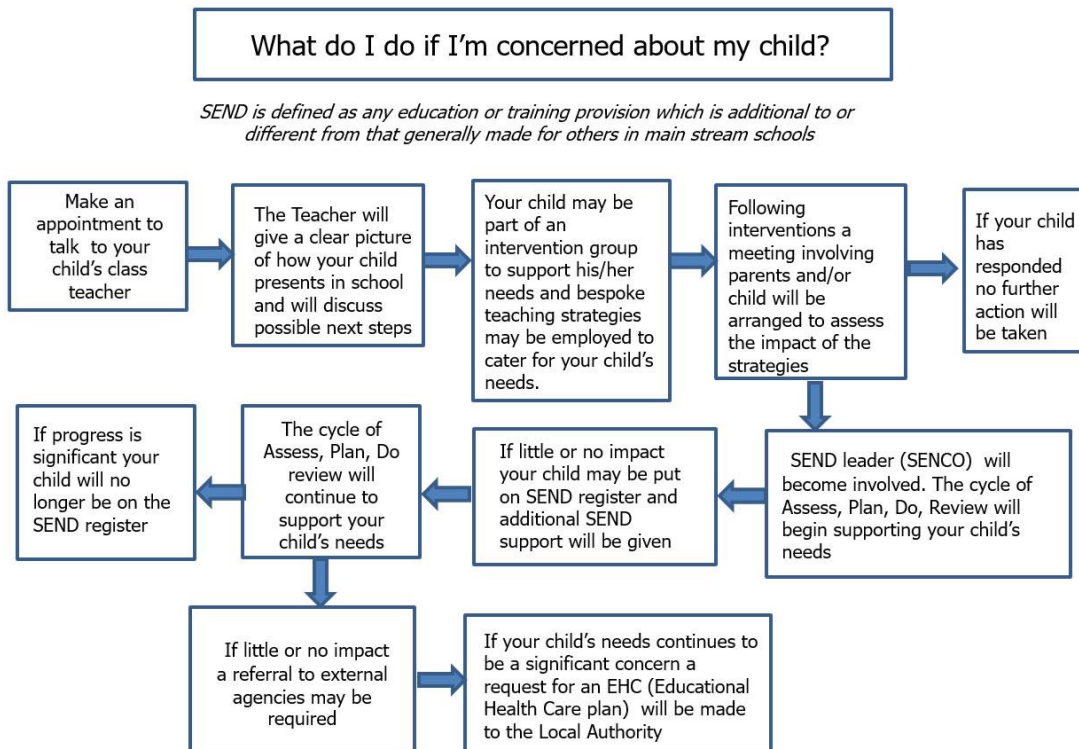 What do I do if I'm concerned about my child?
SEND is defined as any education or training provision which is additional to or
different from that generally made for others in main stream schools
Make an
appointment to
talk to your
child's class
teacher
The Teacher will
give a clear picture
of how your child
presents in school
and will discuss
possible next steps
Your child may be
part of an
intervention group
to support his/her
needs and bespoke
teaching strategies
may be employed to
cater for your child's
needs.
Following
interventions a
meeting involving
parents and/or
child will be
arranged to assess
the impact of the
strategies
If your child
has
responded
no further
action will
be taken
SEND leader (SENCO) will
become involved. The cycle of
Assess, Plan, Do, Review will
begin supporting your child's
needs
If little or no impact
your child may be put
on SEND register and
additional SEND
support will be given
The cycle of
Assess, Plan, Do
review will
continue to
support your
child's needs
If progress is
significant your
child will no
longer be on the
SEND register
If little or no impact
a referral to external
agencies may be
required
If your child's needs continues to
be a significant concern a
request for an EHC (Educational
Health Care plan) will be made
to the Local Authority